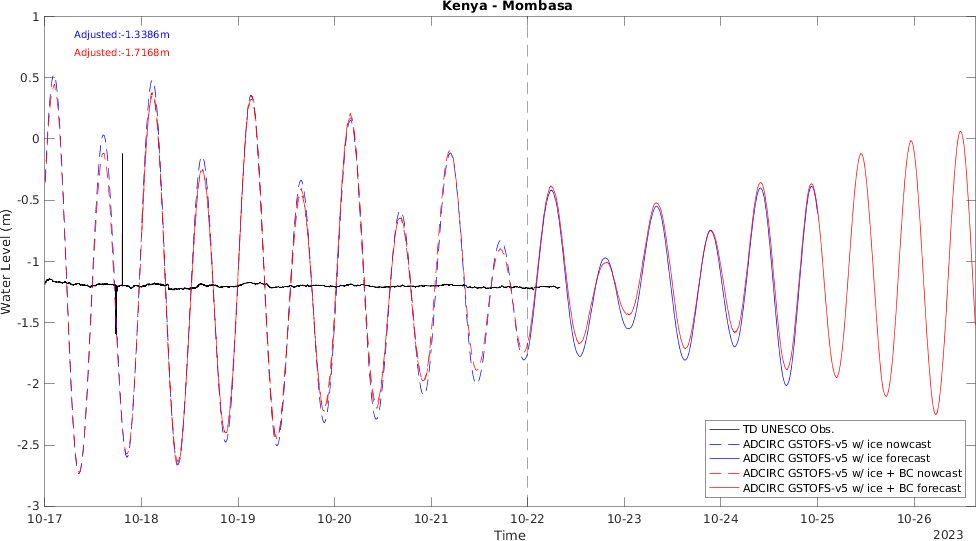 Kenya - Mombasa
Adjusted:-1.3386m
Adjusted:-1.7168m
Water Level (m)
1
0.5
0
-0.5
-1
-1.5
-2
-2.5
-3
TD UNESCO Obs.
ADCIRC GSTOFS-v5 w/ ice nowcast
ADCIRC GSTOFS-v5 w/ ice forecast
ADCIRC GSTOFS-v5 w/ ice + BC nowcast
ADCIRC GSTOFS-v5 w/ ice + BC forecast
10-17 10-18 10-19 10-20 10-21 10-22 10-23 10-24 10-25 10-26
Time
2023